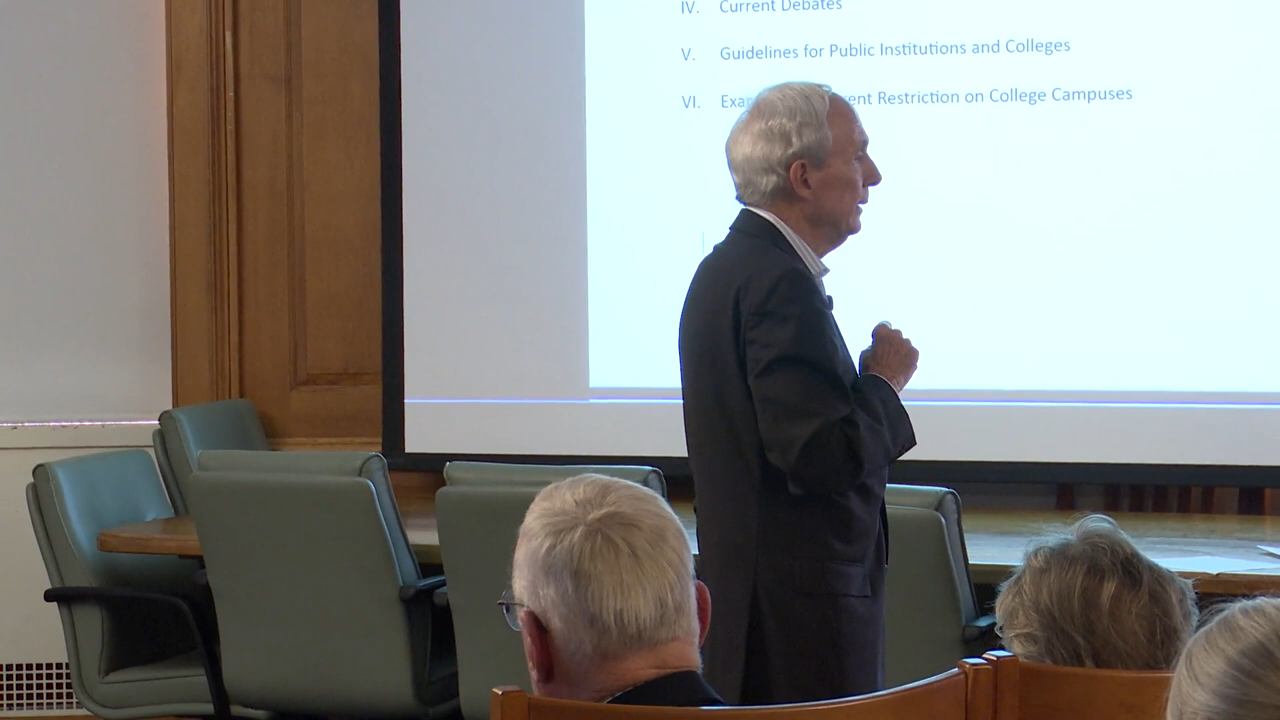 IV. Current Debates
V. Guidelines for Public Institutions and Colleges
VI. Restriction on College Campuses